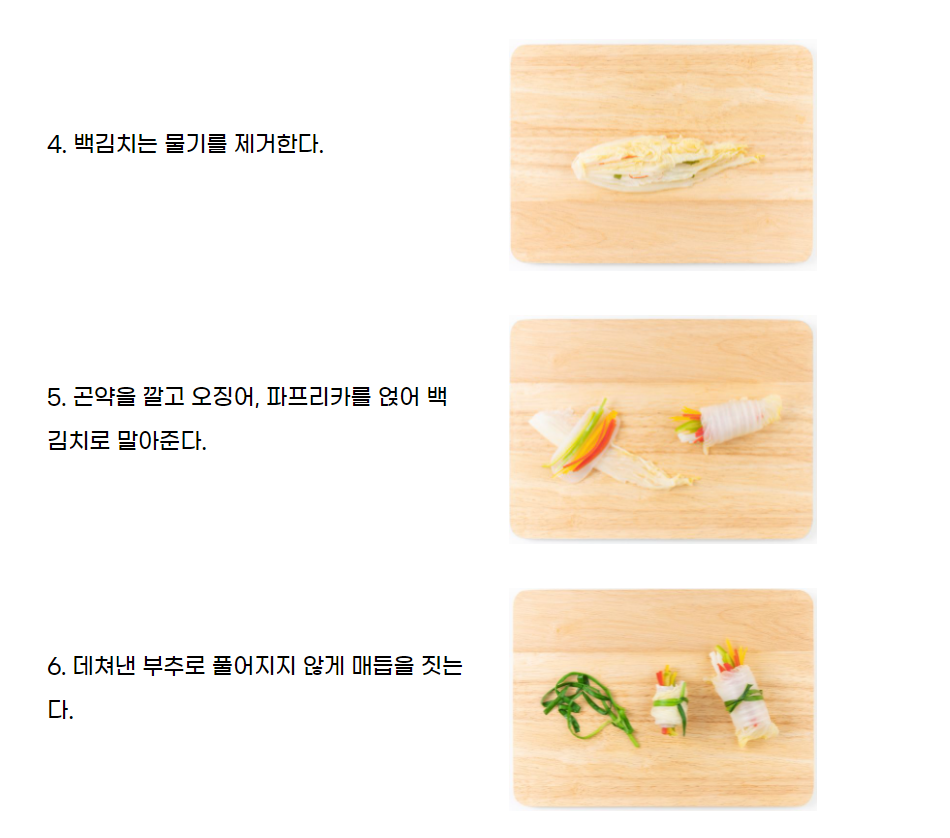 4. 백김치는 물기를 제거한다.
5. 곤약을 깔고 오징어, 파프리카를 얹어 백
김치로 말아준다.
6. 데쳐낸 부추로 풀어지지 않게 매듭을 짓는
다.